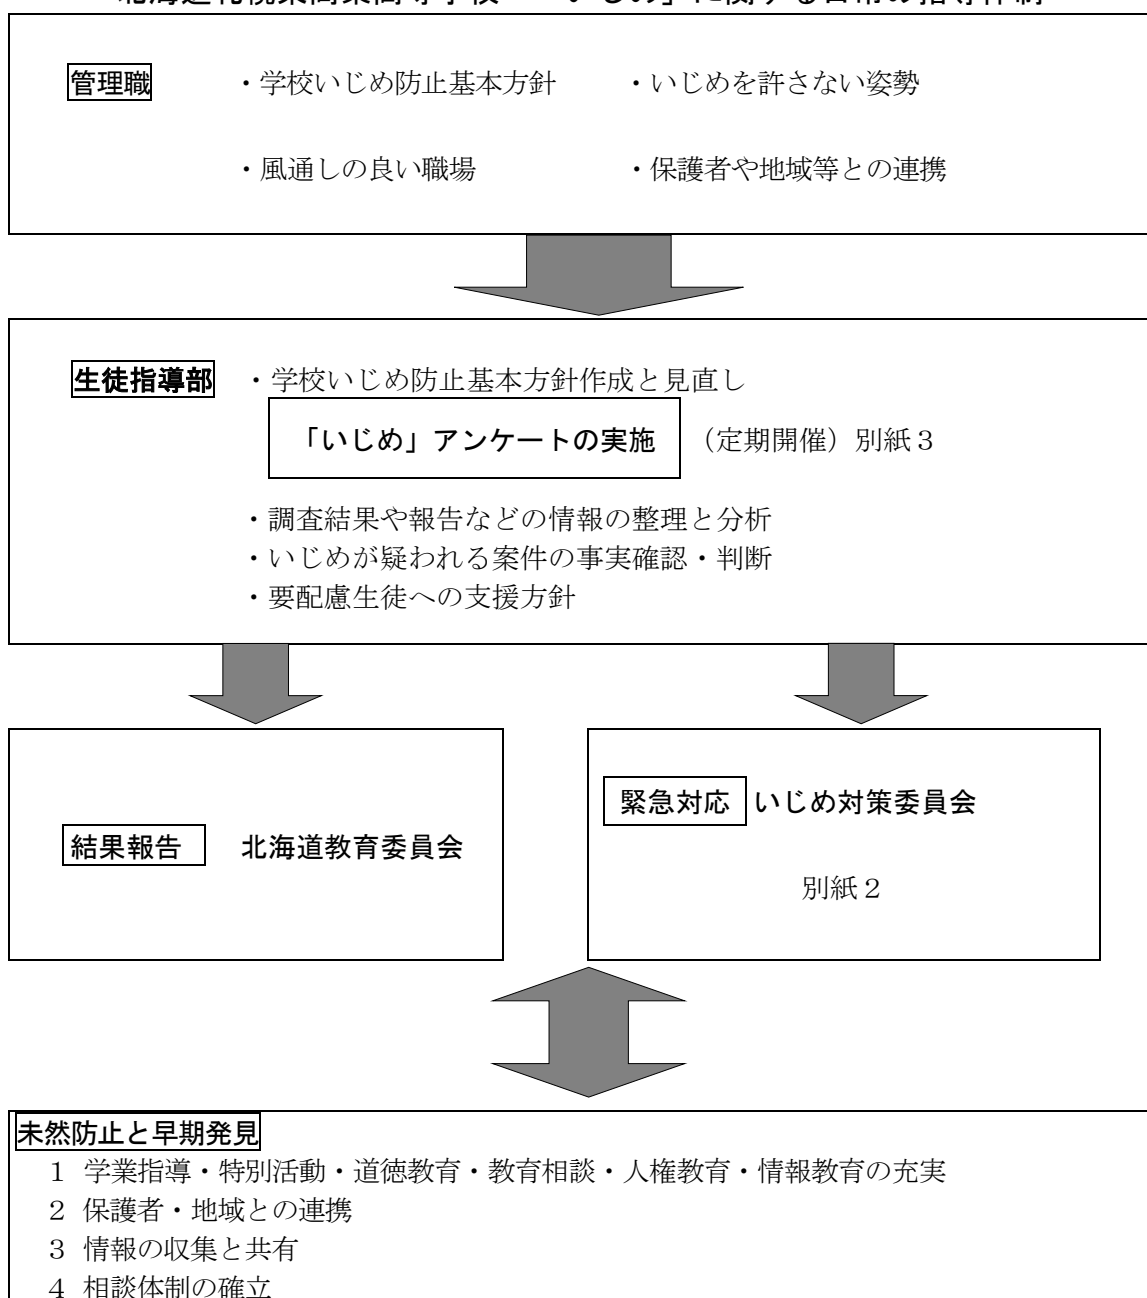 管理職 ・学校いじめ防止基本方針 ・いじめを許さない姿勢
・風通しの良い職場 ・保護者や地域等との連携
生徒指導部 ・学校いじめ防止基本方針作成と見直し
「いじめ」アンケートの実施 （定期開催）別紙３
・調査結果や報告などの情報の整理と分析
・いじめが疑われる案件の事実確認・判断
・要配慮生徒への支援方針
結果報告 北海道教育委員会
緊急対応 いじめ対策委員会
別紙２
未然防止と早期発見
１ 学業指導・特別活動・道徳教育・教育相談・人権教育・情報教育の充実
２ 保護者・地域との連携
３ 情報の収集と共有
４ 相談体制の確立